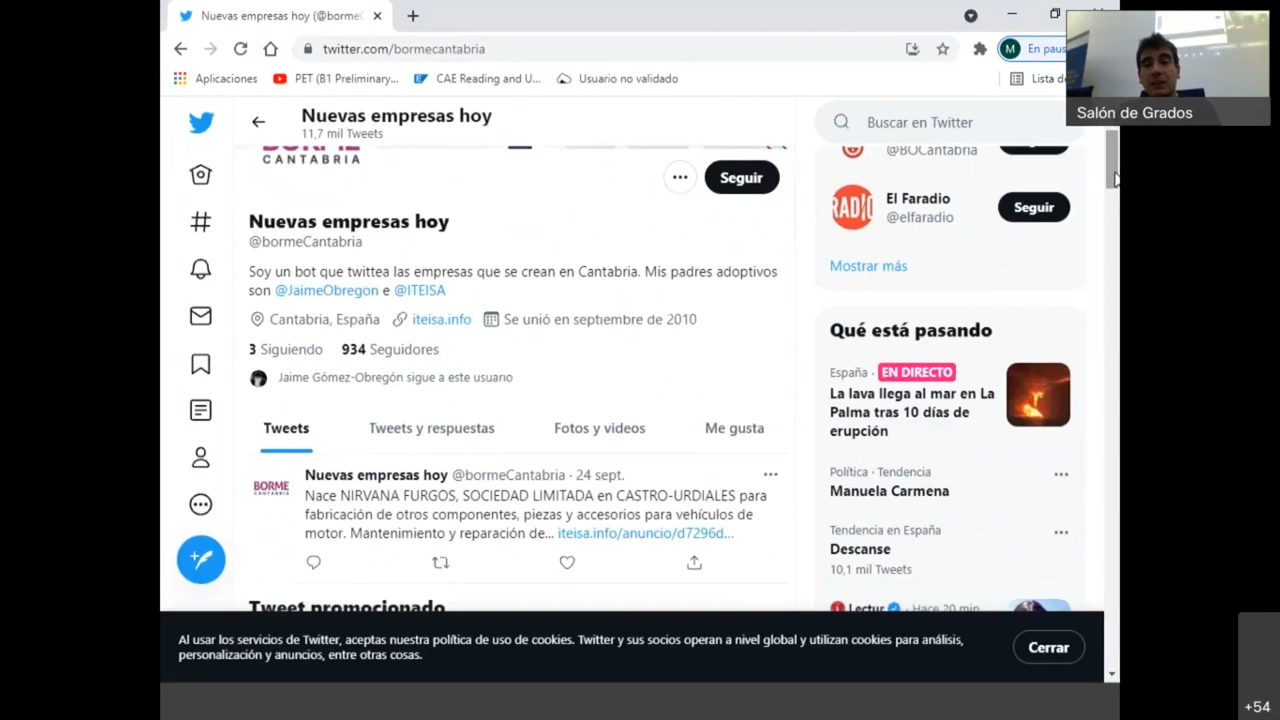 Nuevas empresas hoy (@borme
twitter.com/bormecantabria
M En paus
Aplicaciones
PET (B1 Preliminary...
CAE Reading and U...
Usuario no validado
Lista de
Salón de Grados
Nuevas empresas hoy
11,7 mil Tweets
Buscar en Twitter
CANTABRIA
Seguir
Nuevas empresas hoy
@bormeCantabria
Soy un bot que twittea las empresas que se crean en Cantabria. Mis padres adoptivos
son @JaimeObregon e @ITEISA
Cantabria, España iteisa.info Se unió en septiembre de 2010
3 Siguiendo 934 Seguidores
Jaime Gómez-Obregón sigue a este usuario
Tweets Tweets y respuestas Fotos y videos Me gusta
BORME
CANTABRIA
Nuevas empresas hoy @bormeCantabria · 24 sept.
Nace NIRVANA FURGOS, SOCIEDAD LIMITADA en CASTRO-URDIALES para
fabricación de otros componentes, piezas y accesorios para vehículos de
motor. Mantenimiento y reparación de... iteisa.info/anuncio/d7296d...
Tweet promocionado
@BOCantabria
RADI
El Faradio
@elfaradio
Seguir
Mostrar más
Qué está pasando
España · EN DIRECTO
La lava llega al mar en La
Palma tras 10 días de
erupción
Política · Tendencia
Manuela Carmena
Tendencia en España
Descanse
10,1 mil Tweets
Lectur · Hace 20 min
Al usar los servicios de Twitter, aceptas nuestra política de uso de cookies. Twitter y sus socios operan a nivel global y utilizan cookies para análisis,
personalización y anuncios, entre otras cosas.
Cerrar
+54